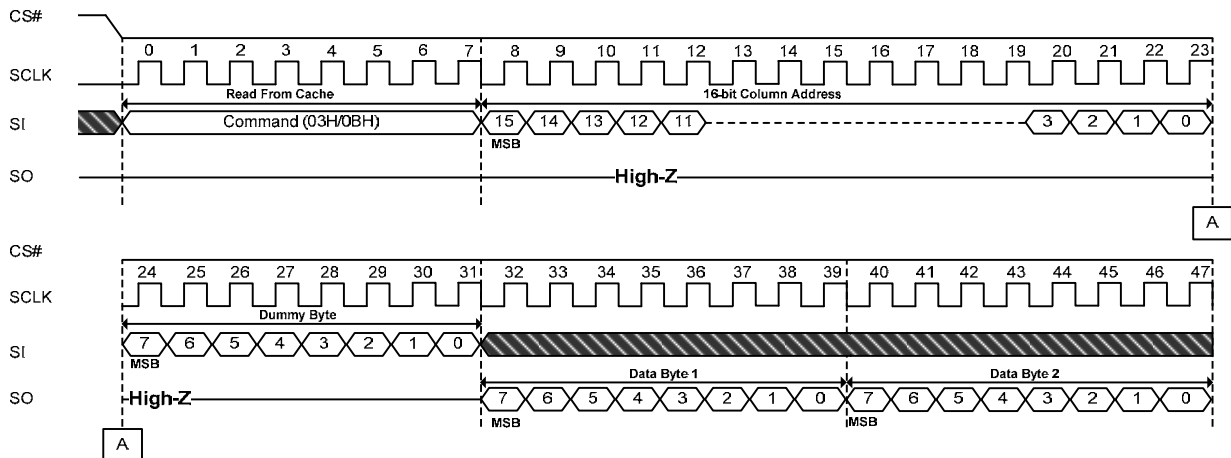 CS#
0 1 2 3 4 5 6 7 8 9 10 11 12 13 14 15 16 17 18 19 20 21 22 23
SCLK
Read From Cache 16-bit Column Address
SI Command (03H/0BH) 15 14 13 12 11 3 2 1 0
MSB
SO High-Z
A
CS#
24 25 26 27 28 29 30 31 32 33 34 35 36 37 38 39 40 41 42 43 44 45 46 47
SCLK
Dummy Byte
SI 7 6 5 4 3 2 1 0
MSB
Data Byte 1 Data Byte 2
SO High-Z 7 6 5 4 3 2 1 0 7 6 5 4 3 2 1 0
MSB MSB
A